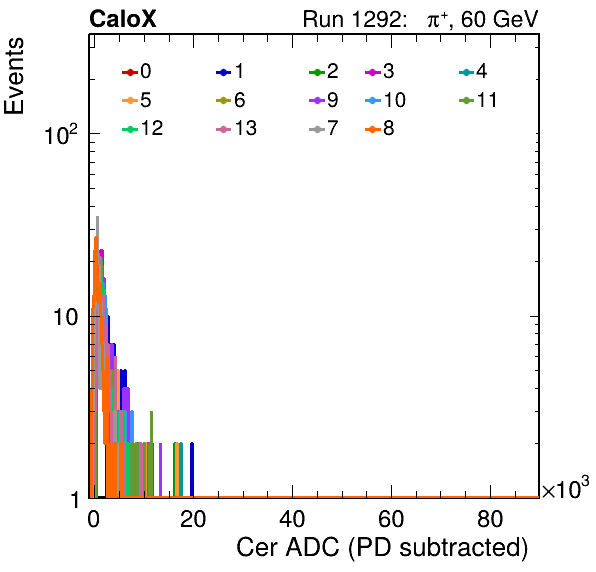 CaloX Run 1292: π⁺, 60 GeV
0 1 2 3 4
5 6 9 10 11
12 13 7 8
Events
10²
10
1
0 20 40 60 80
×10³
Cer ADC (PD subtracted)